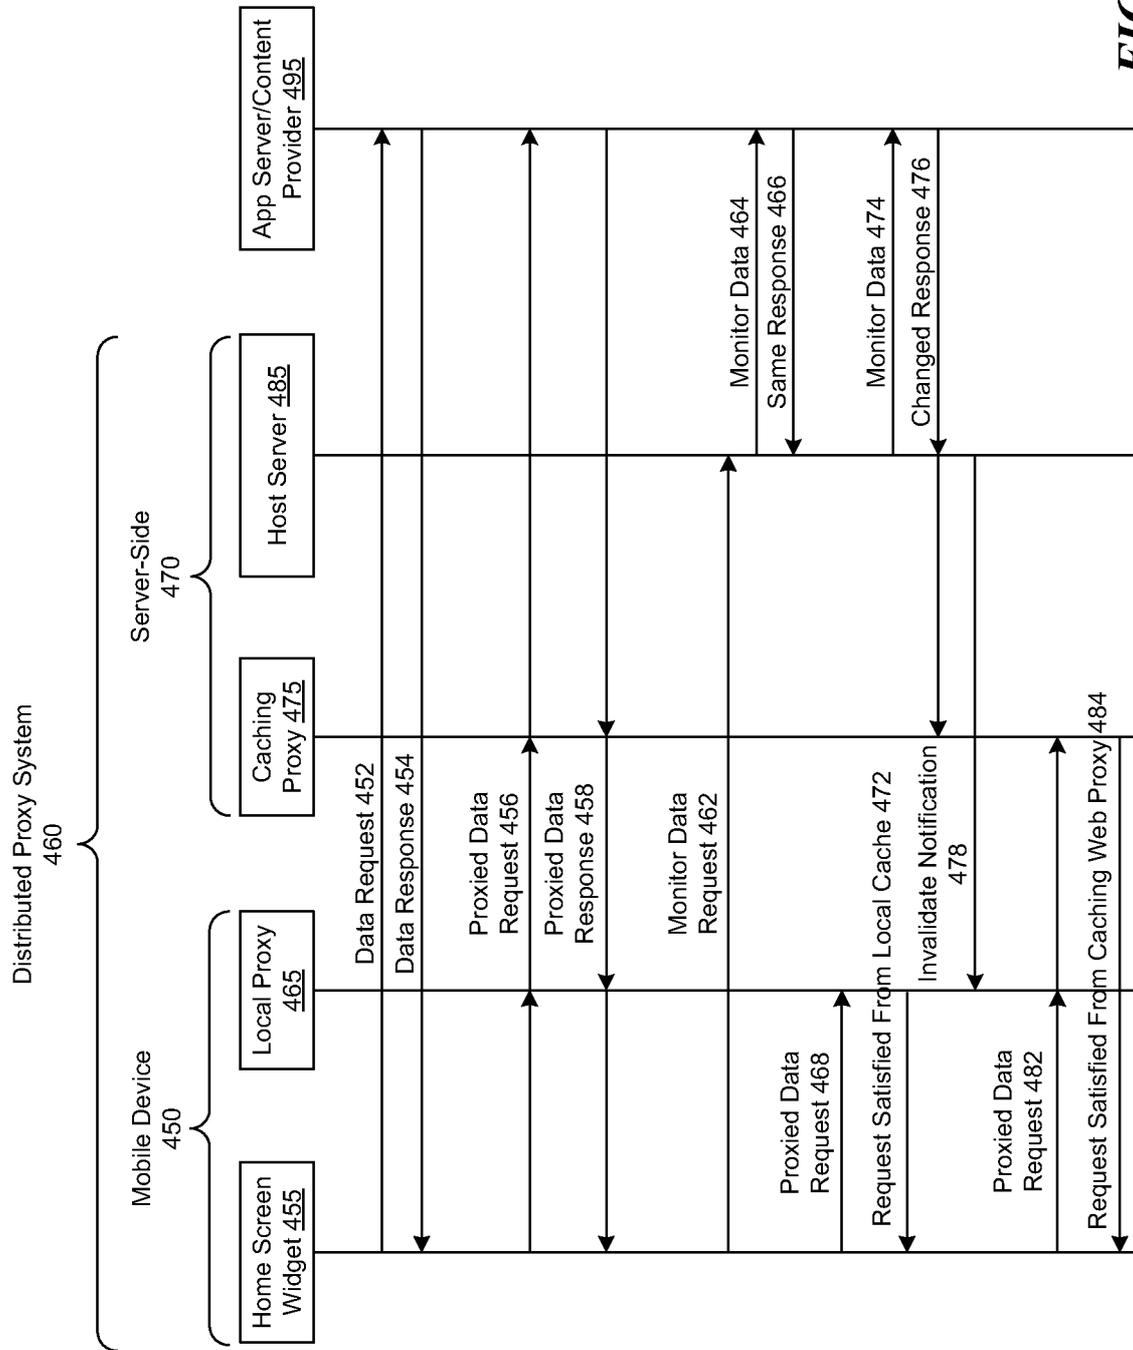 Distributed Proxy System
460
Mobile Device
450
Server-Side
470
Home Screen
Widget 455
Local Proxy
465
Caching
Proxy 475
Host Server 485
App Server/Content
Provider 495
Data Request 452
Data Response 454
Proxied Data
Request 456
Proxied Data
Response 458
Monitor Data
Request 462
Monitor Data 464
Same Response 466
Proxied Data
Request 468
Request Satisfied From Local Cache 472
Monitor Data 474
Changed Response 476
Invalidate Notification
478
Proxied Data
Request 482
Request Satisfied From Caching Web Proxy 484